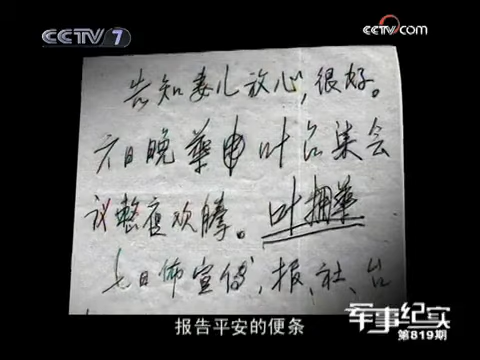 CCTV 7
CCTV.com
告知妻儿放心,很好。
六日晚華由叶召集会
议整夜欢腾。叶拥華
七日佈宣傳,报、社、台
报告平安的便条
军事纪实
第819期